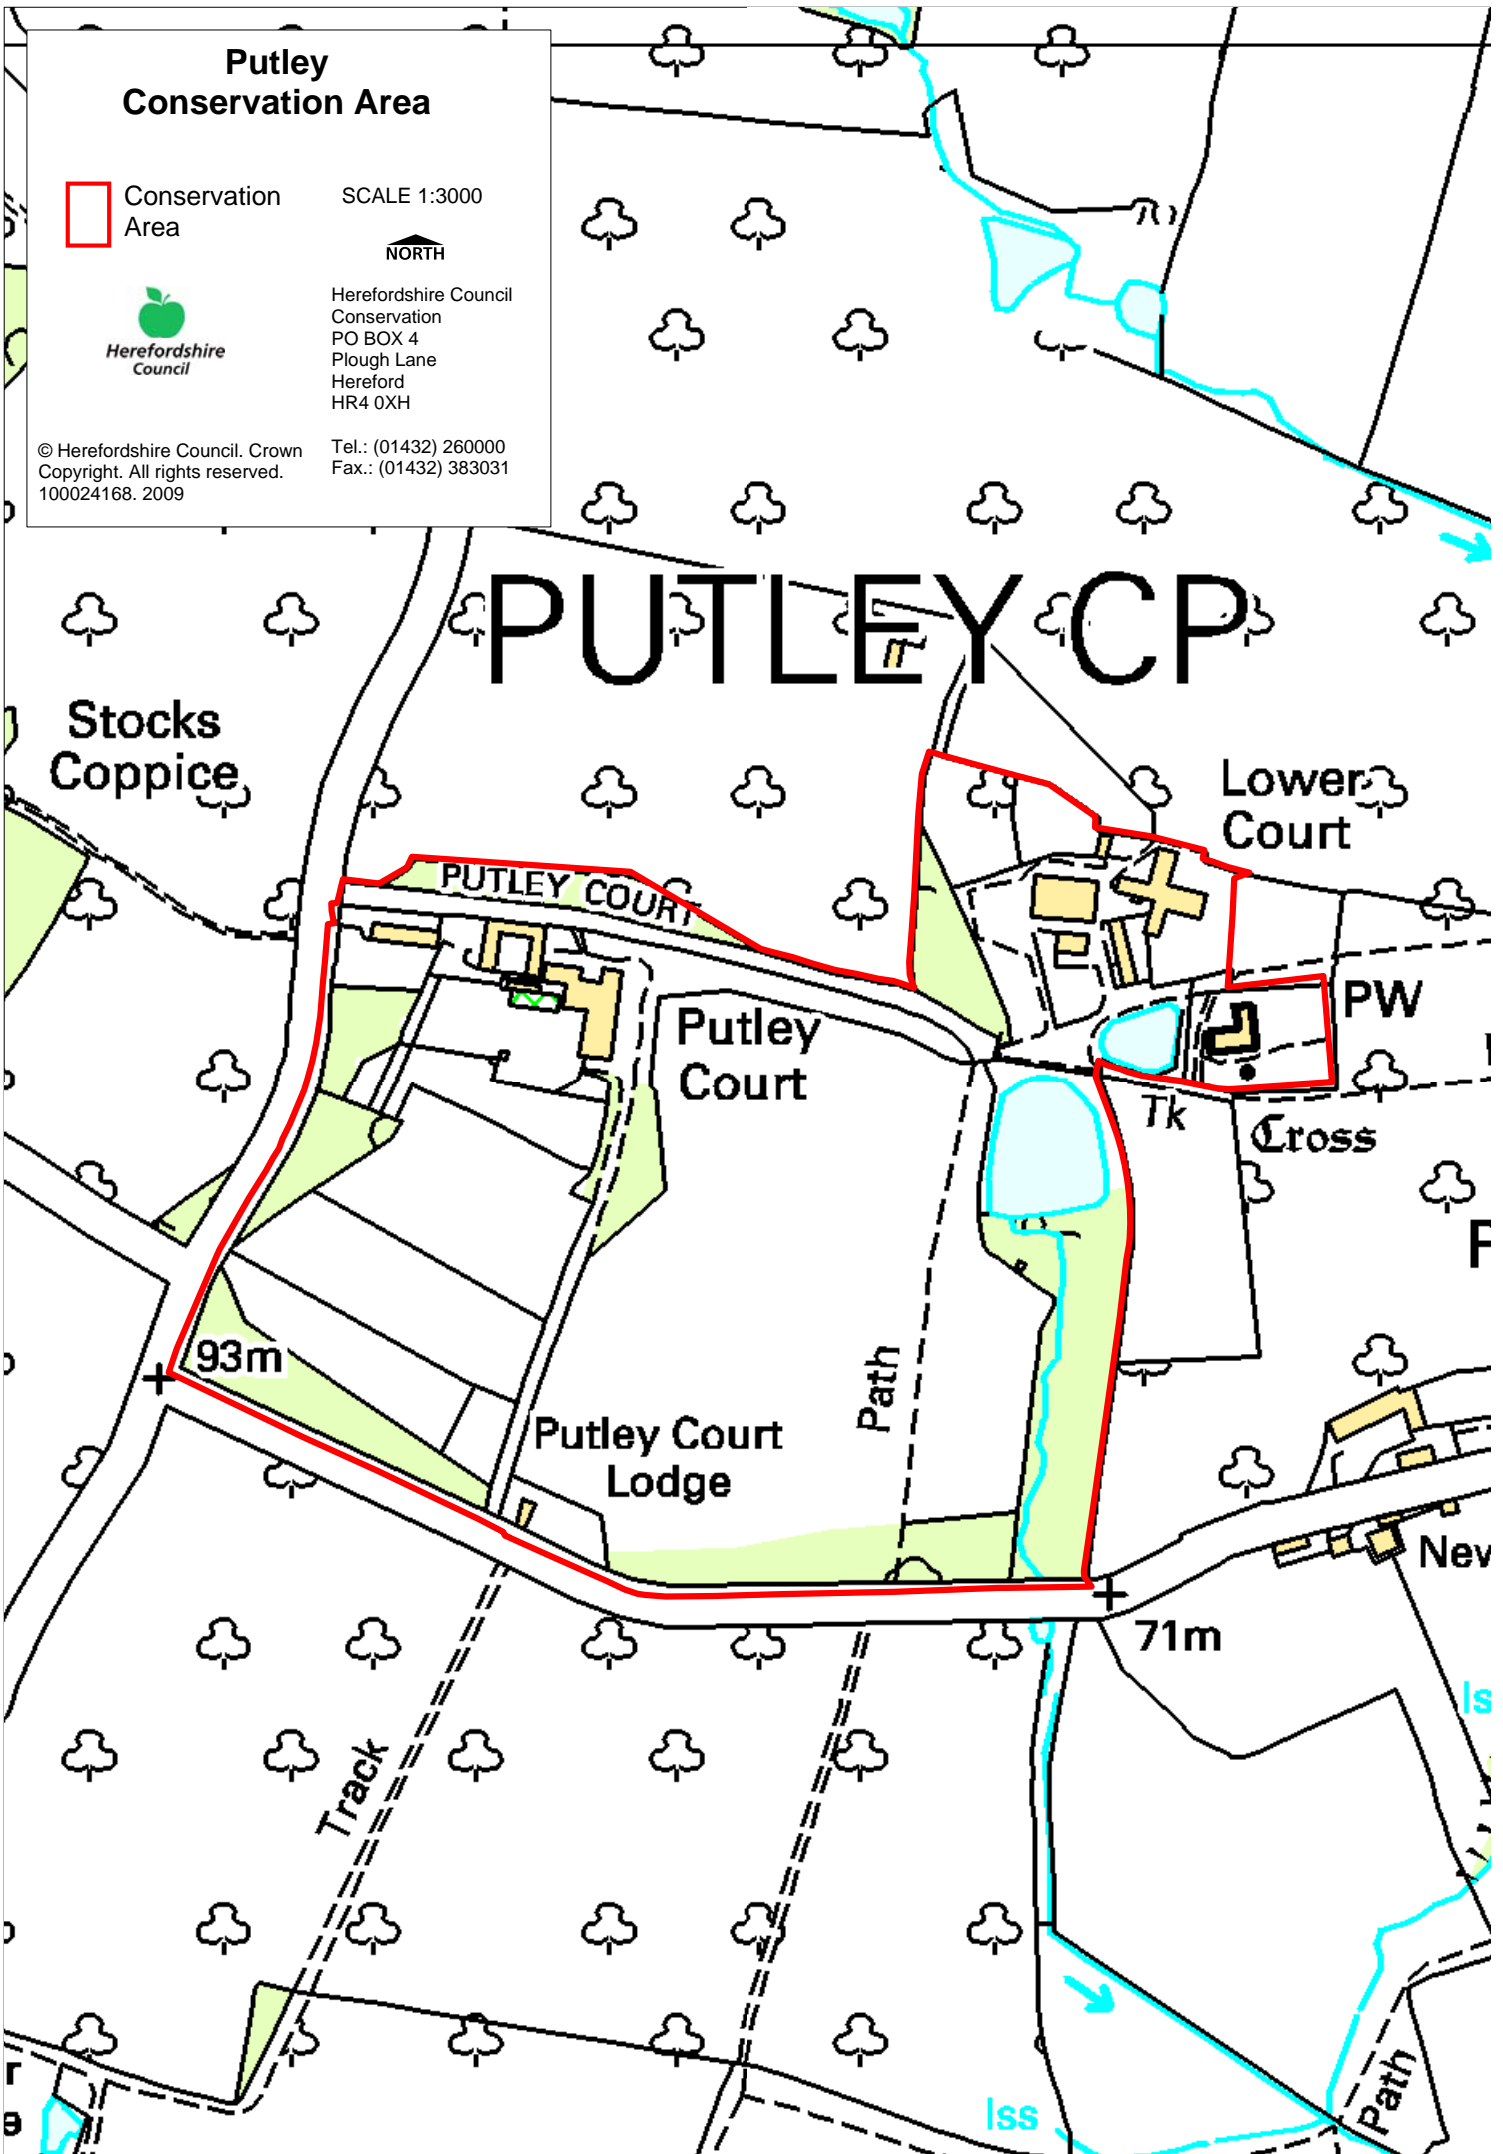 Putley
Conservation Area
Conservation
Area
SCALE 1:3000
NORTH
Herefordshire
Council
Herefordshire Council
Conservation
PO BOX 4
Plough Lane
Hereford
HR4 0XH
Tel.: (01432) 260000
Fax.: (01432) 383031
© Herefordshire Council. Crown
Copyright. All rights reserved.
100024168. 2009
PUTLEY CP
Stocks
Coppice
Lower
Court
PUTLEY COURT
PW
Putley
Court
Tk
Cross
93m
Path
Putley Court
Lodge
71m
Track
Path
Iss